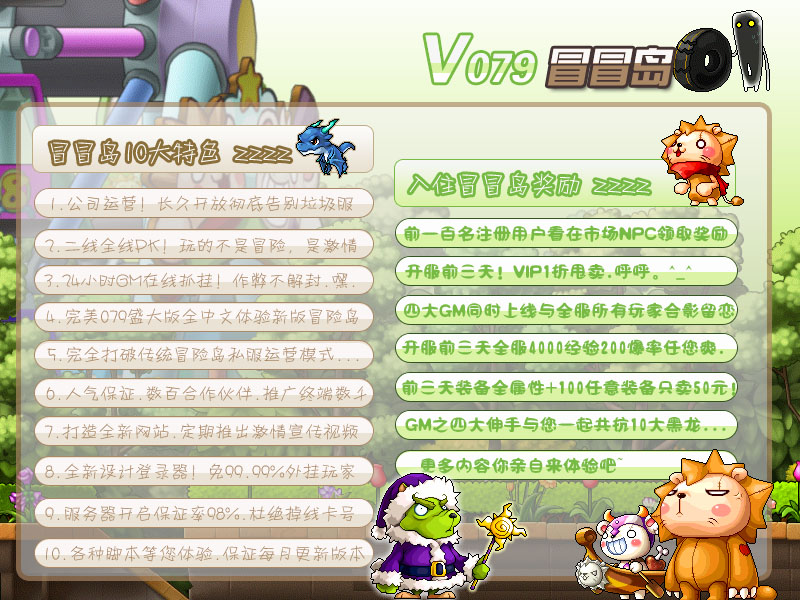 V079 冒冒岛
冒冒岛10大特色 zzzz
1.公司运营！长久开放彻底告别垃圾服
2.二线全线PK！玩的不是冒险，是激情
3.24小时GM在线抓挂！作弊不解封.嘿.
4.完美079盛大版全中文体验新版冒险岛
5.完全打破传统冒险岛私服运营模式...
6.人气保证.数百合作伙伴.推广终端数斗
7.打造全新网站.定期推出激情宣传视频
8.全新设计登录器！免99.99%外挂玩家
9.服务器开启保证率98%.杜绝掉线卡号
10.各种脚本等您体验.保证每月更新版本
入住冒冒岛奖励 zzzz
前一百名注册用户看在市场NPC领取奖励
开服前三天！VIP1折甩卖.呼呼。^_^
四大GM同时上线与全服所有玩家合影留恋
开服前三天全服4000经验200爆率任您爽.
前三天装备全属性+100任意装备只卖50元!
GM之四大伸手与您一起共抗10大黑龙...
更多内容你亲自来体验吧~